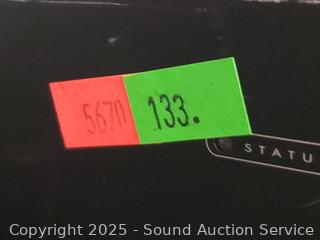 5670 133.
STATU
Copyright 2025 - Sound Auction Service